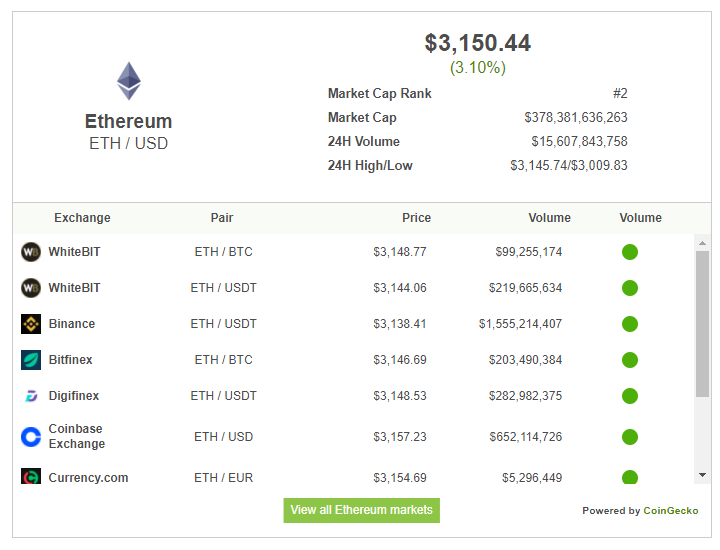 $3,150.44
(3.10%)
Ethereum
ETH / USD
Market Cap Rank #2
Market Cap $378,381,636,263
24H Volume $15,607,843,758
24H High/Low $3,145.74/$3,009.83
Exchange Pair Price Volume Volume
WhiteBIT ETH / BTC $3,148.77 $99,255,174
WhiteBIT ETH / USDT $3,144.06 $219,665,634
Binance ETH / USDT $3,138.41 $1,555,214,407
Bitfinex ETH / BTC $3,146.69 $203,490,384
Digifinex ETH / USDT $3,148.53 $282,982,375
Coinbase
Exchange ETH / USD $3,157.23 $652,114,726
Currency.com ETH / EUR $3,154.69 $5,296,449
View all Ethereum markets
Powered by CoinGecko